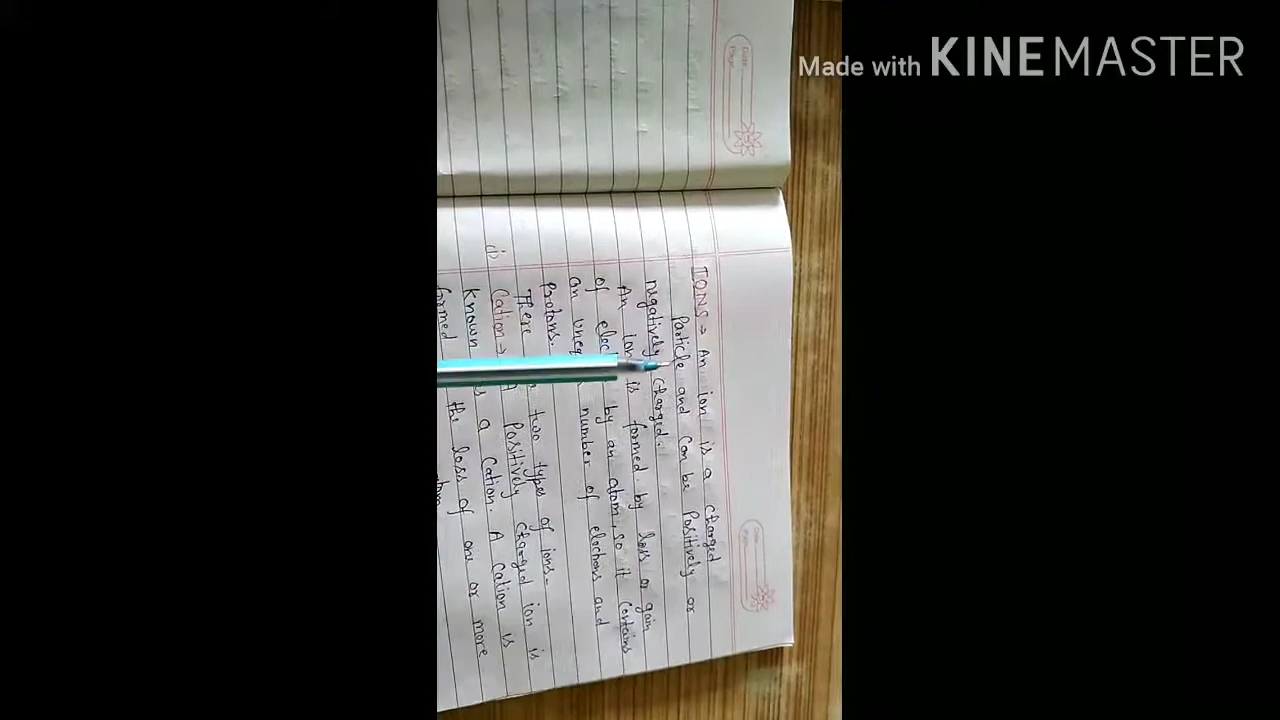 Made with KINEMASTER
IONS → An ion is a charged
Particle and can be Positively or
negatively charged.
An ion is formed by loss or gain
of by an atom, so it contains
an number of electrons and
Protons.
There two types of ions-
(i) Cation → A Positively charged ion is
Known a Cation. A Cation is
formed the loss of one or more
atom